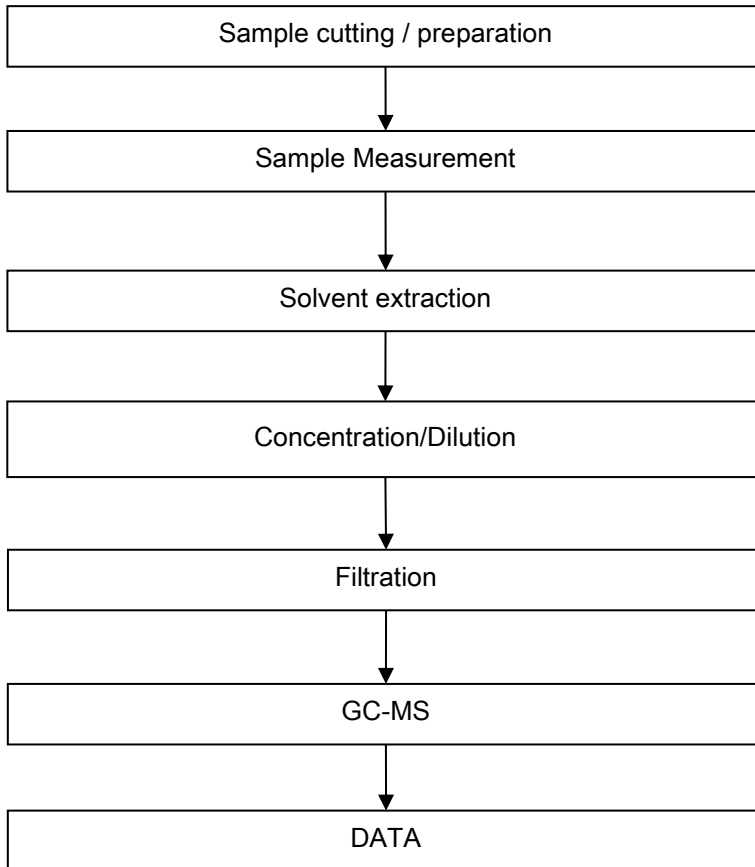 Sample cutting / preparation
Sample Measurement
Solvent extraction
Concentration/Dilution
Filtration
GC-MS
DATA